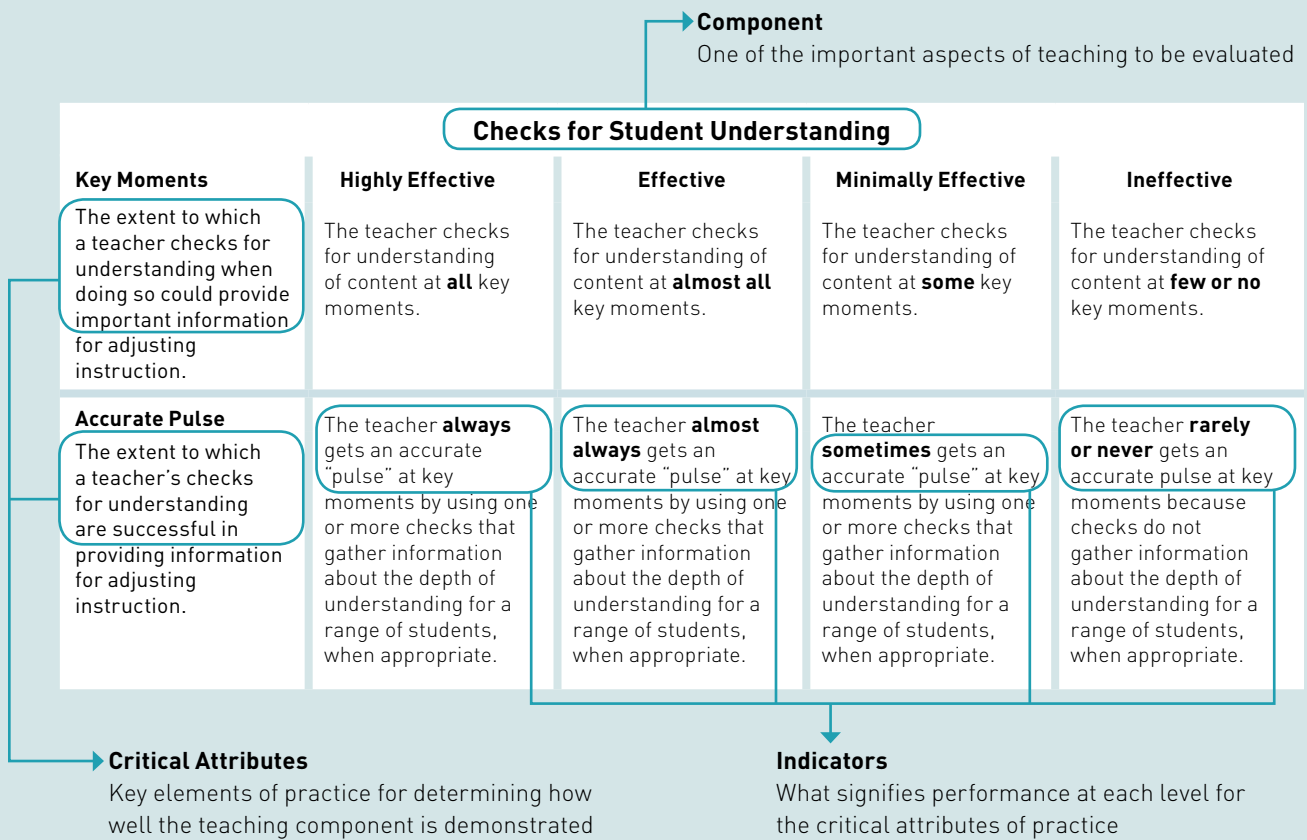 Component
One of the important aspects of teaching to be evaluated
Checks for Student Understanding
Key Moments
The extent to which
a teacher checks for
understanding when
doing so could provide
important information
for adjusting
instruction.
Highly Effective
The teacher checks
for understanding
of content at all key
moments.
Effective
The teacher checks
for understanding of
content at almost all
key moments.
Minimally Effective
The teacher checks
for understanding of
content at some key
moments.
Ineffective
The teacher checks
for understanding of
content at few or no
key moments.
Accurate Pulse
The extent to which
a teacher’s checks
for understanding
are successful in
providing information
for adjusting
instruction.
The teacher always
gets an accurate
“pulse” at key
moments by using one
or more checks that
gather information
about the depth of
understanding for a
range of students,
when appropriate.
The teacher almost
always gets an
accurate “pulse” at key
moments by using one
or more checks that
gather information
about the depth of
understanding for a
range of students,
when appropriate.
The teacher
sometimes gets an
accurate “pulse” at key
moments by using one
or more checks that
gather information
about the depth of
understanding for a
range of students,
when appropriate.
The teacher rarely
or never gets an
accurate pulse at key
moments because
checks do not
gather information
about the depth of
understanding for a
range of students,
when appropriate.
Critical Attributes
Key elements of practice for determining how
well the teaching component is demonstrated
Indicators
What signifies performance at each level for
the critical attributes of practice